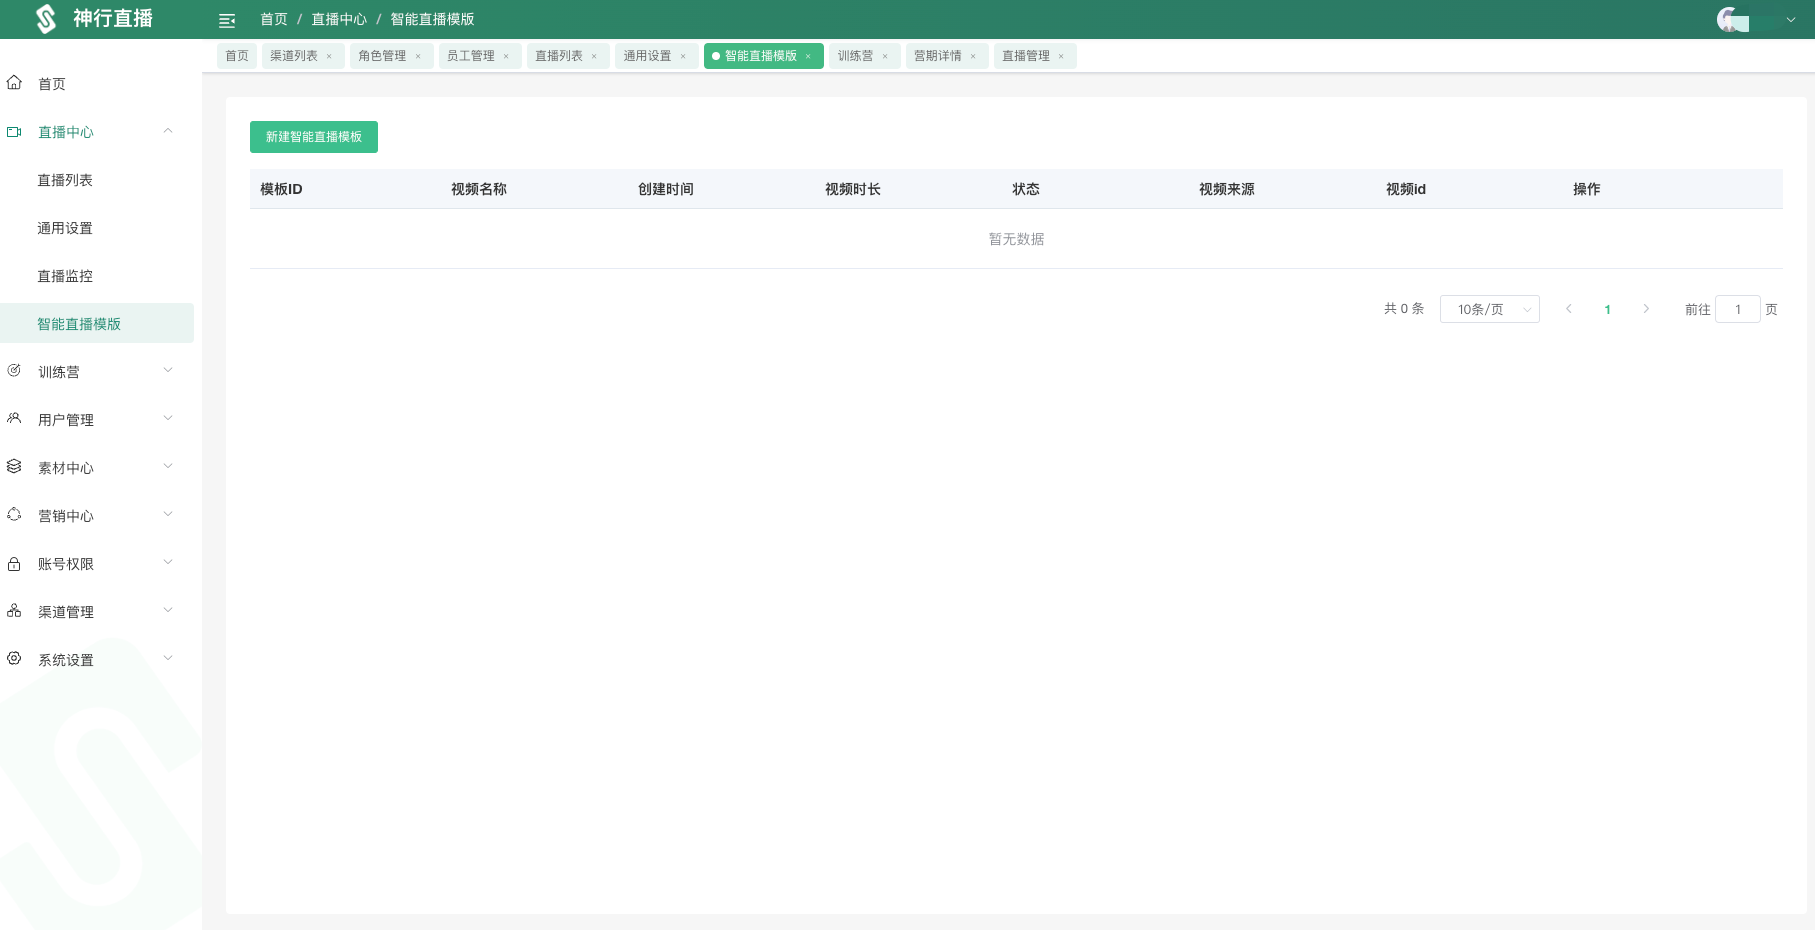 神行直播
首页 / 直播中心 / 智能直播模版
首页 渠道列表 × 角色管理 × 员工管理 × 直播列表 × 通用设置 × 智能直播模版 × 训练营 × 营期详情 × 直播管理 ×
首页
直播中心
直播列表
通用设置
直播监控
智能直播模版
训练营
用户管理
素材中心
营销中心
账号权限
渠道管理
系统设置
新建智能直播模板
模板ID 视频名称 创建时间 视频时长 状态 视频来源 视频id 操作
暂无数据
共 0 条 10条/页 1 前往 1 页